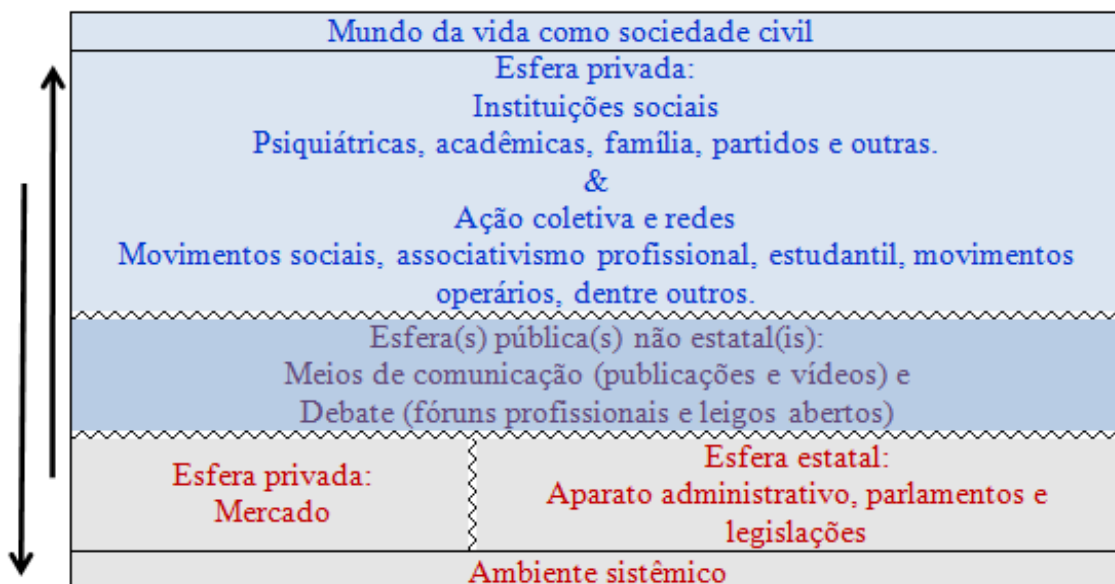 Mundo da vida como sociedade civil
Esfera privada:
Instituições sociais
Psiquiátricas, acadêmicas, família, partidos e outras.
&
Ação coletiva e redes
Movimentos sociais, associativismo profissional, estudantil, movimentos
operários, dentre outros.
Esfera(s) pública(s) não estatal(is):
Meios de comunicação (publicações e vídeos) e
Debate (fóruns profissionais e leigos abertos)
Esfera privada:
Mercado
Esfera estatal:
Aparato administrativo, parlamentos e
legislações
Ambiente sistêmico